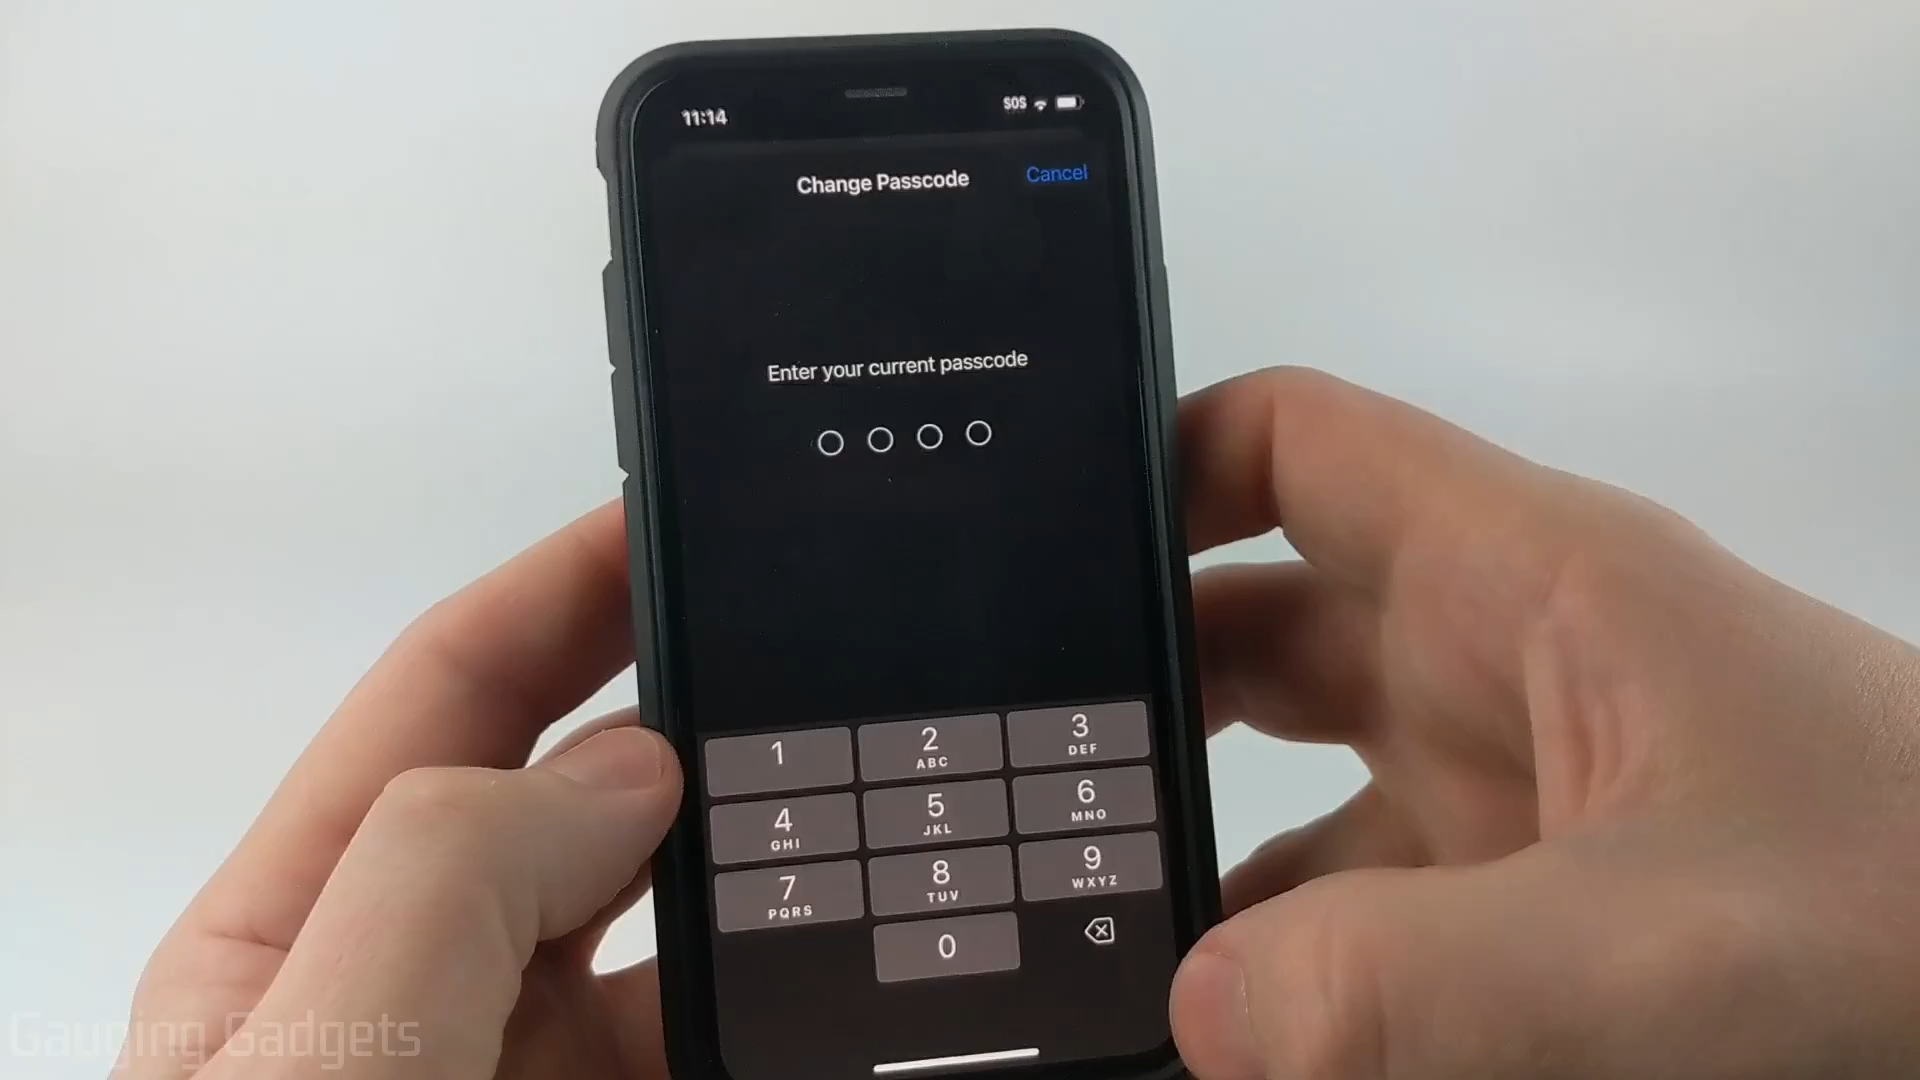 11:14 SOS
Change Passcode Cancel
Enter your current passcode
1 2 3
ABC DEF
4 5 6
GHI JKL MNO
7 8 9
PQRS TUV WXYZ
0
Gauging Gadgets